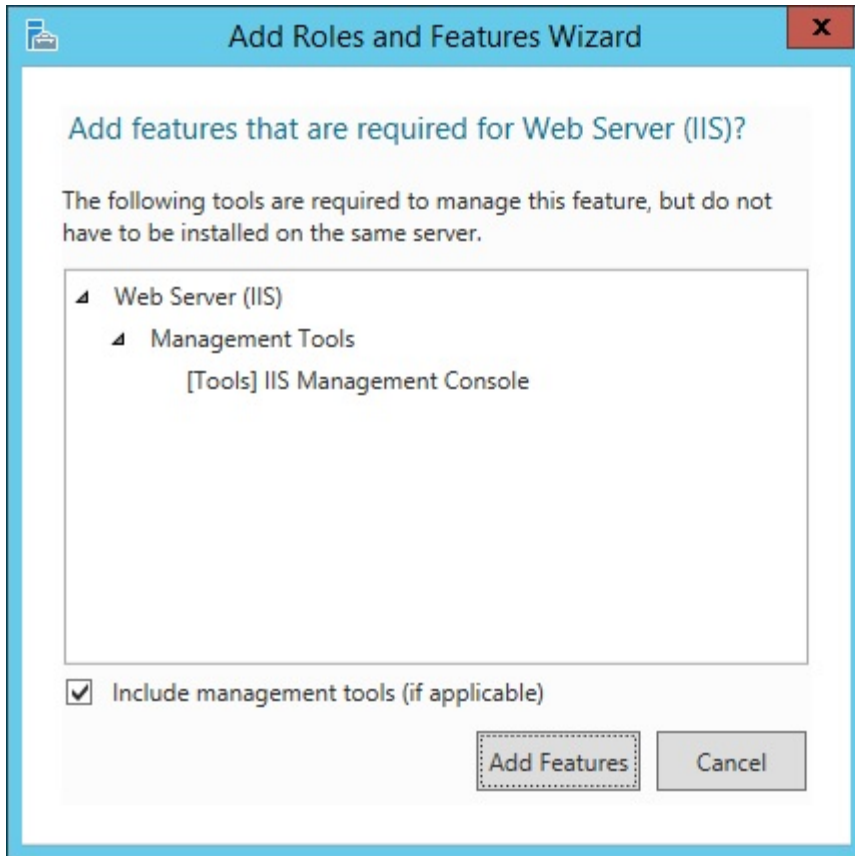 Add Roles and Features Wizard
x
Add features that are required for Web Server (IIS)?
The following tools are required to manage this feature, but do not
have to be installed on the same server.
Web Server (IIS)
Management Tools
[Tools] IIS Management Console
Include management tools (if applicable)
Add Features
Cancel